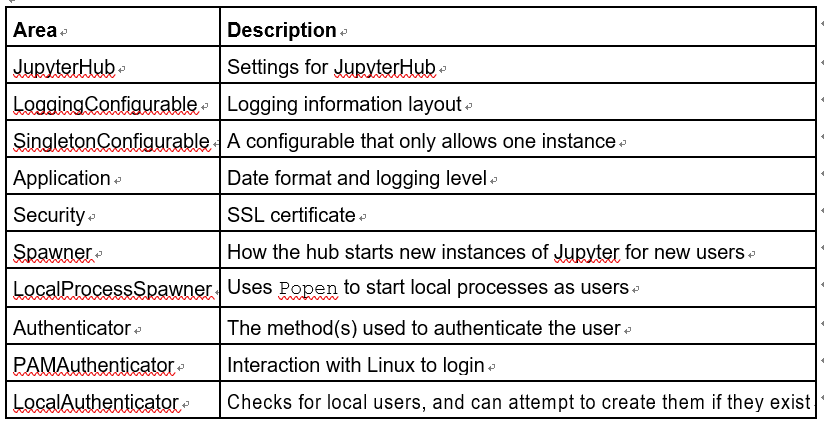 Area Description
JupyterHub Settings for JupyterHub
LoggingConfigurable Logging information layout
SingletonConfigurable A configurable that only allows one instance
Application Date format and logging level
Security SSL certificate
Spawner How the hub starts new instances of Jupyter for new users
LocalProcessSpawner Uses Popen to start local processes as users
Authenticator The method(s) used to authenticate the user
PAMAuthenticator Interaction with Linux to login
LocalAuthenticator Checks for local users, and can attempt to create them if they exist